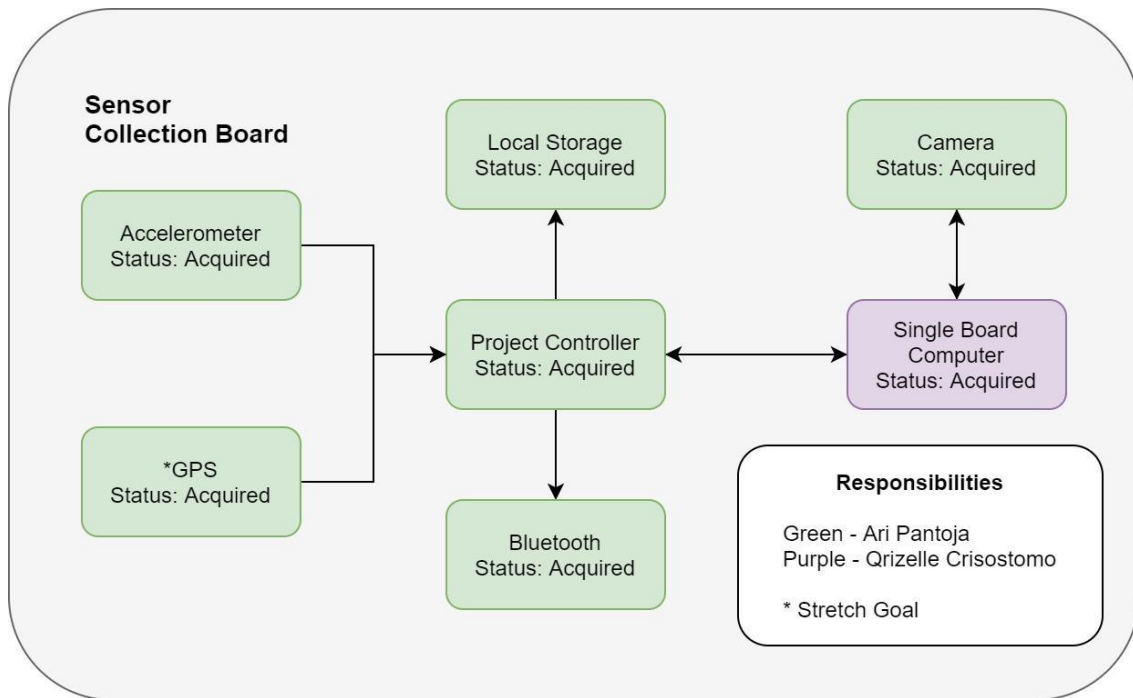 Sensor
Collection Board
Local Storage
Status: Acquired
Camera
Status: Acquired
Accelerometer
Status: Acquired
Project Controller
Status: Acquired
Single Board
Computer
Status: Acquired
*GPS
Status: Acquired
Bluetooth
Status: Acquired
Responsibilities
Green - Ari Pantoja
Purple - Qrizelle Crisostomo
* Stretch Goal